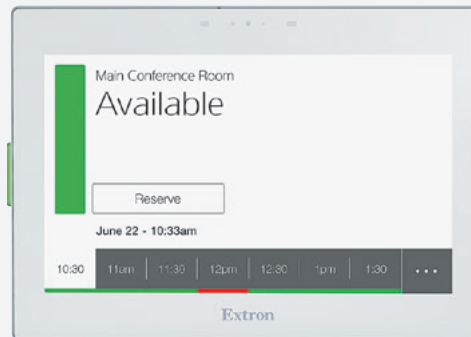 Main Conference Room
Available
Reserve
June 22 - 10:33am
10:30 11am 11:30 12pm 12:30 1pm 1:30 ...
Extron